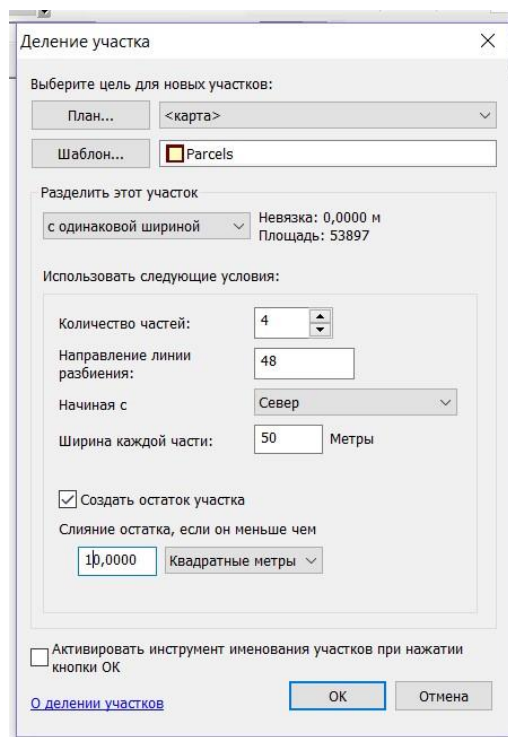 Деление участка
Выберите цель для новых участков:
План...
<карта>
Шаблон...
Parcels
Разделить этот участок
с одинаковой шириной
Невязка: 0,0000 м
Площадь: 53897
Использовать следующие условия:
Количество частей:
4
Направление линии
разбиения:
48
Начиная с
Север
Ширина каждой части:
50
Метры
Создать остаток участка
Слияние остатка, если он меньше чем
10,0000
Квадратные метры
Активировать инструмент именования участков при нажатии
кнопки ОК
О делении участков
ОК
Отмена